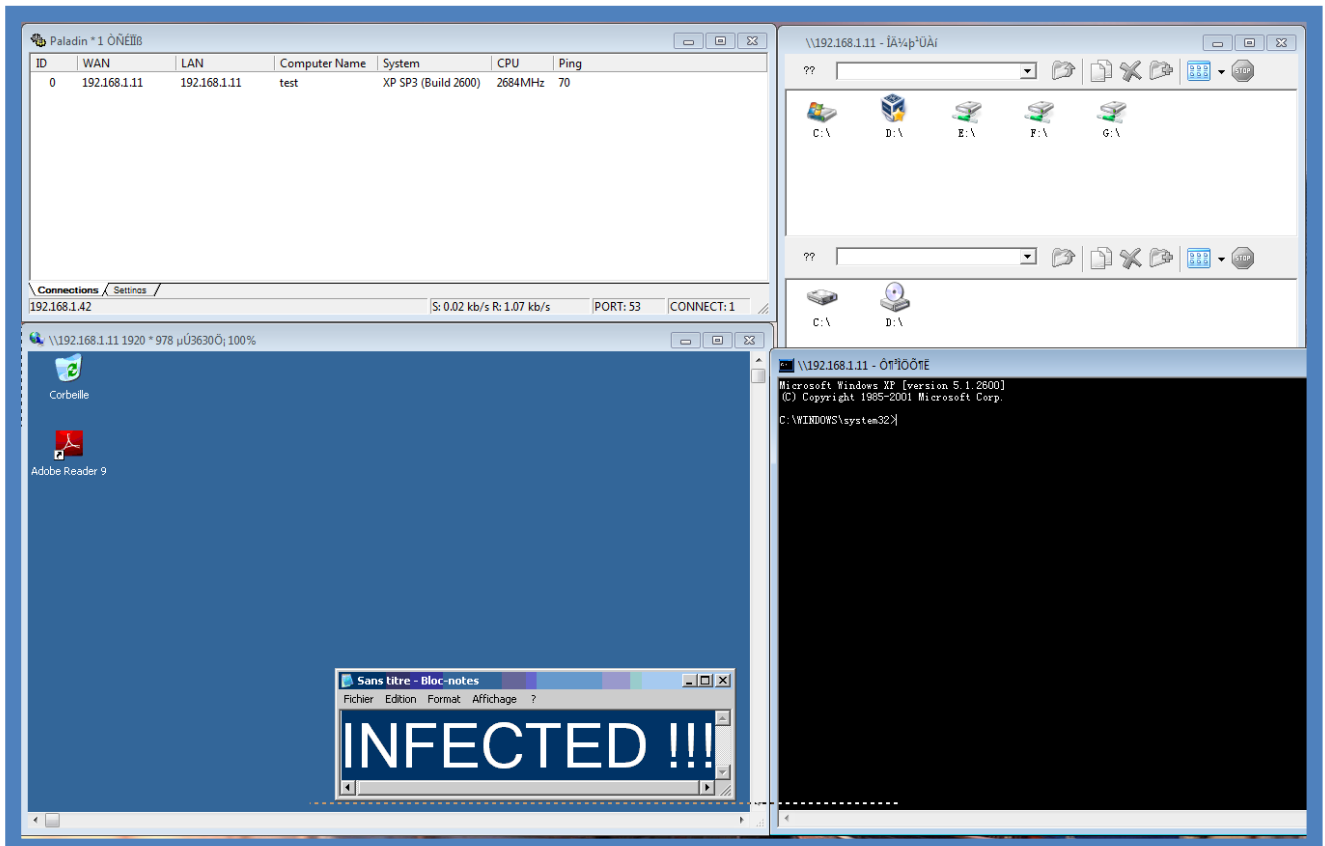 Paladin * 1 ÒÑÉÏÏß
ID WAN LAN Computer Name System CPU Ping
0 192.168.1.11 192.168.1.11 test XP SP3 (Build 2600) 2684MHz 70
Connections Settings
192.168.1.42 S: 0.02 kb/s R: 1.07 kb/s PORT: 53 CONNECT: 1
\\192.168.1.11 - ÎÄ¼þ¹ÜÀí
?? STOP
C:\ D:\ E:\ F:\ G:\
?? STOP
C:\ D:\
\\192.168.1.11 1920 * 978 µÚ3630Ö¡ 100%
Corbeille
Adobe Reader 9
Sans titre - Bloc-notes
Fichier Edition Format Affichage ?
INFECTED !!!
\\192.168.1.11 - Ô¶³ÌÖÕ¶Ë
Microsoft Windows XP [version 5.1.2600]
(C) Copyright 1985-2001 Microsoft Corp.
C:\WINDOWS\system32>